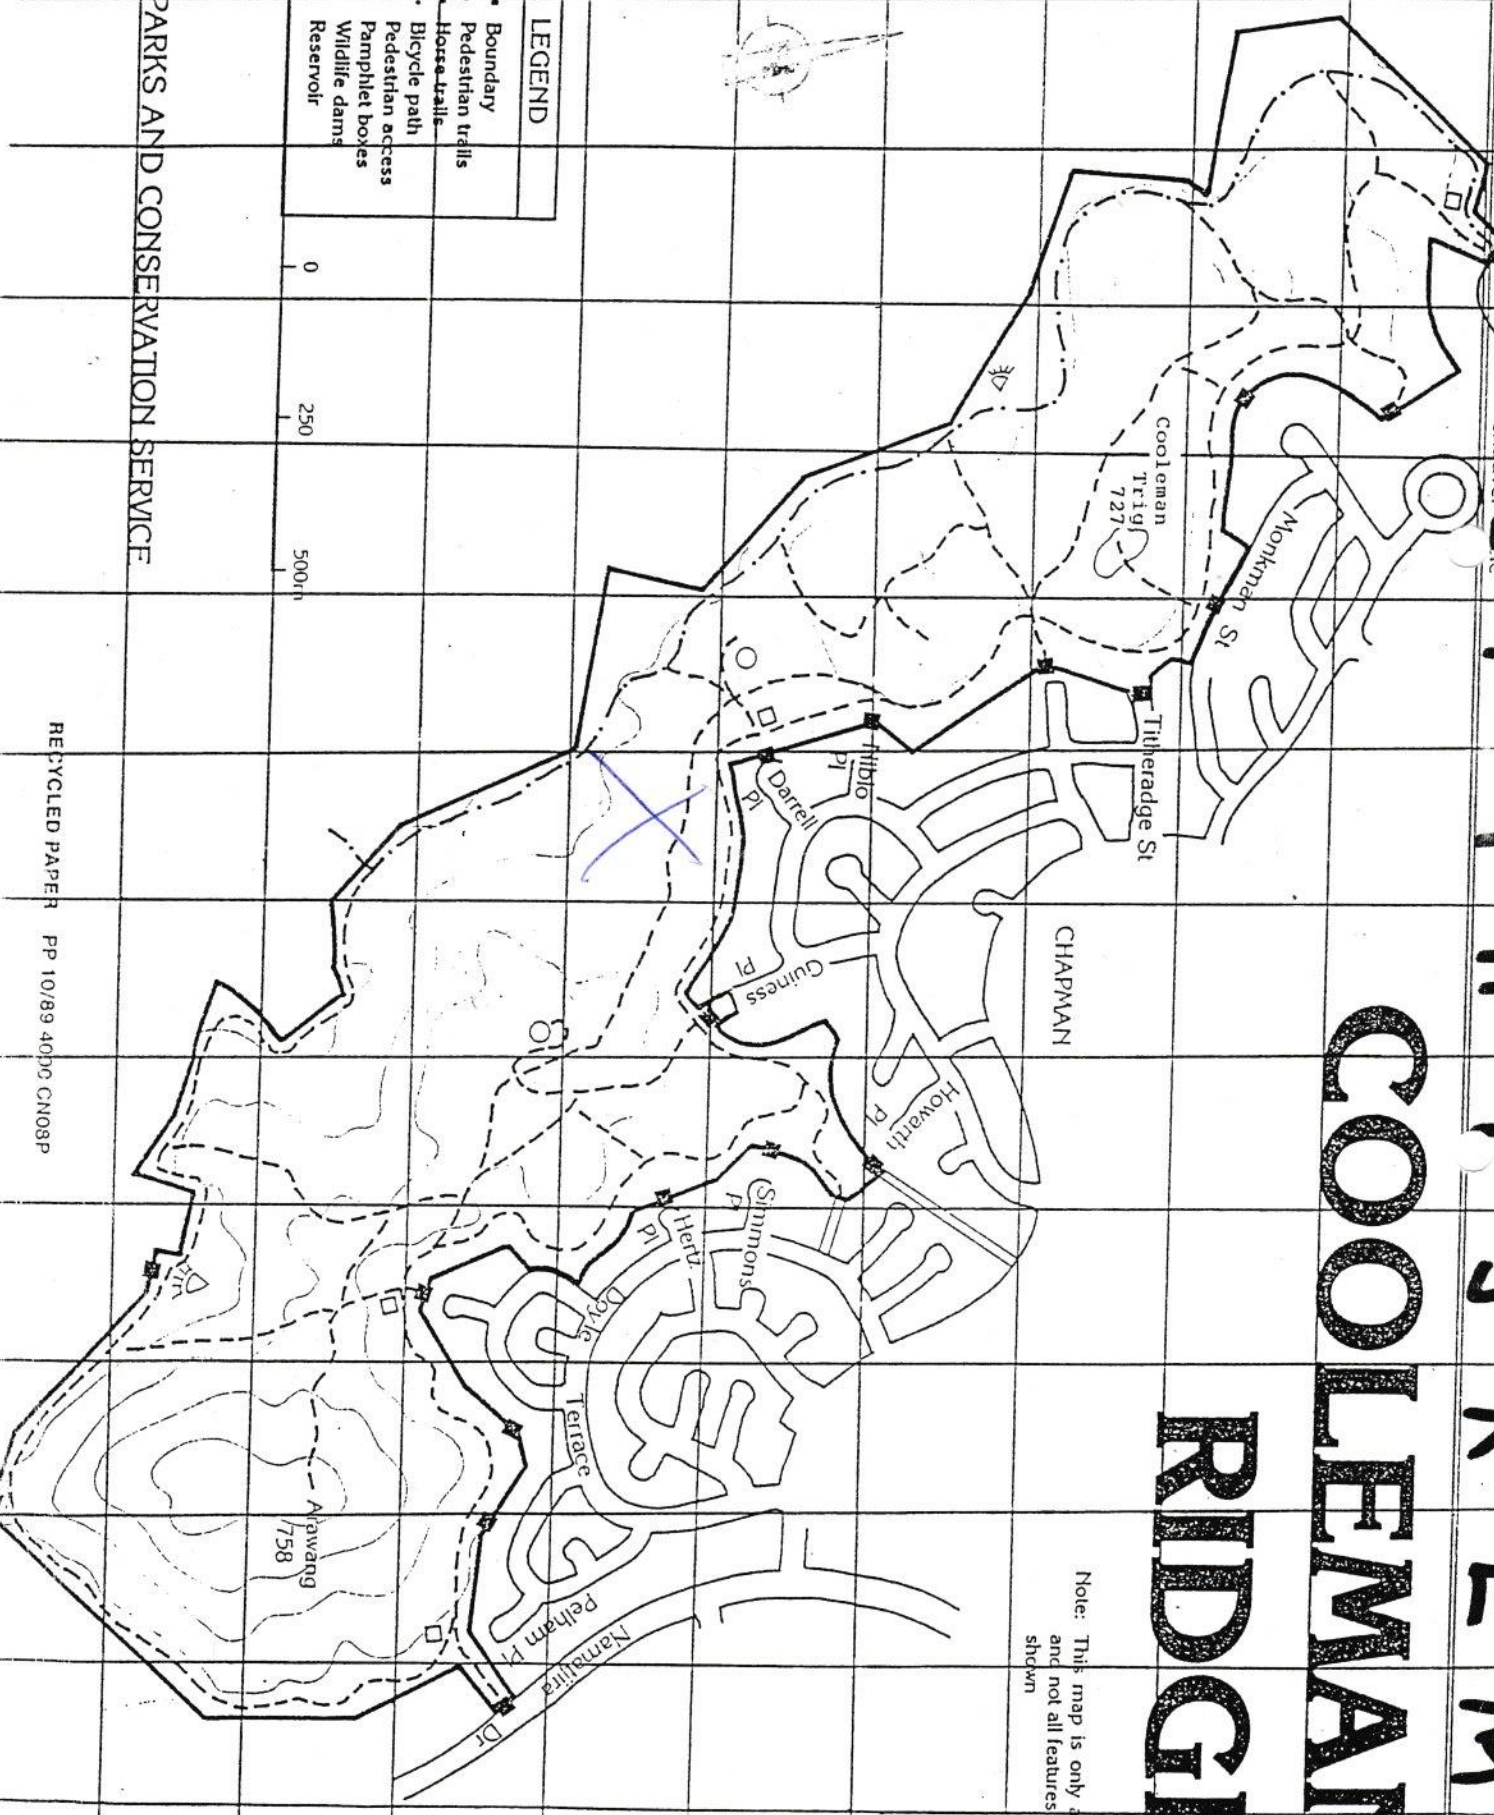 COOLEMAN
RIDGE
Note: This map is only
and not all features
shown
LEGEND
Boundary
Pedestrian trails
Horse trails
Bicycle path
Pedestrian access
Pamphlet boxes
Wildlife dams
Reservoir
0
250
500m
PARKS AND CONSERVATION SERVICE
RECYCLED PAPER PP 10/89 4000 CN08P
Cooleman
Trig
727
Monkman St
Titheradge St
Niblo
Pl
Darrell
Pl
CHAPMAN
Guiness
Pl
Howarth
Pl
Simmons
Pl
Hertz
Pl
Doyle
Terrace
Arawang
758
Pelham Pl
Namatjira
Dr